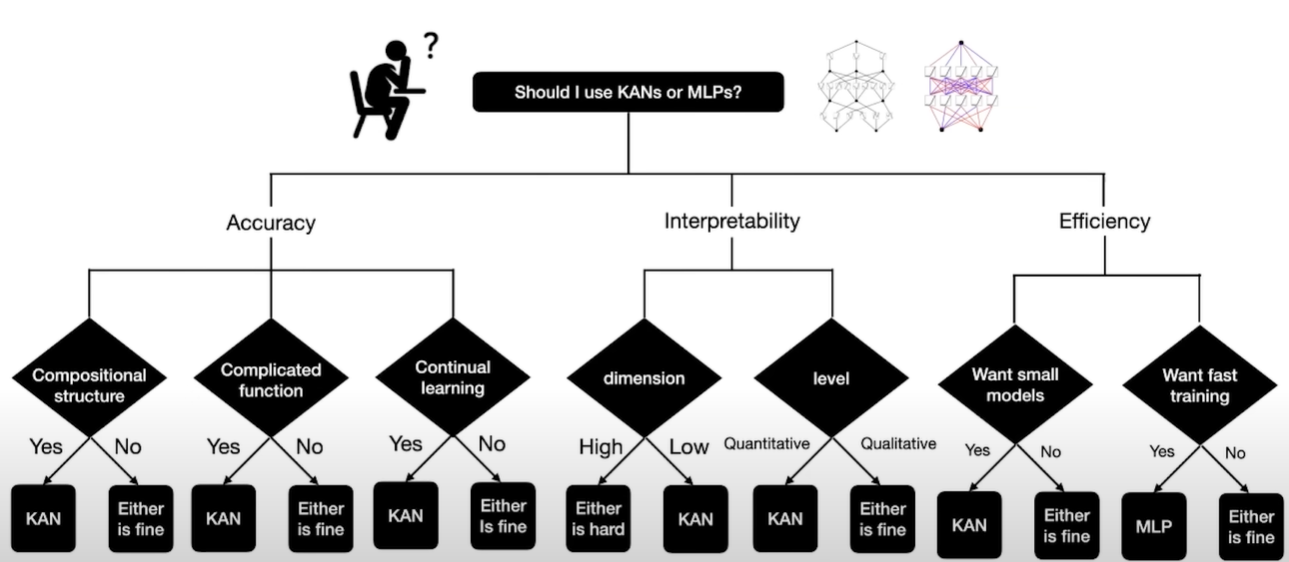 ?
Should I use KANs or MLPs?
Accuracy
Interpretability
Efficiency
Compositional
structure
Complicated
function
Continual
learning
dimension
level
Want small
models
Want fast
training
Yes
No
Yes
No
Yes
No
High
Low
Quantitative
Qualitative
Yes
No
Yes
No
KAN
Either
is fine
KAN
Either
is fine
KAN
Either
Is fine
Either
is hard
KAN
KAN
Either
is fine
KAN
Either
is fine
MLP
Either
is fine